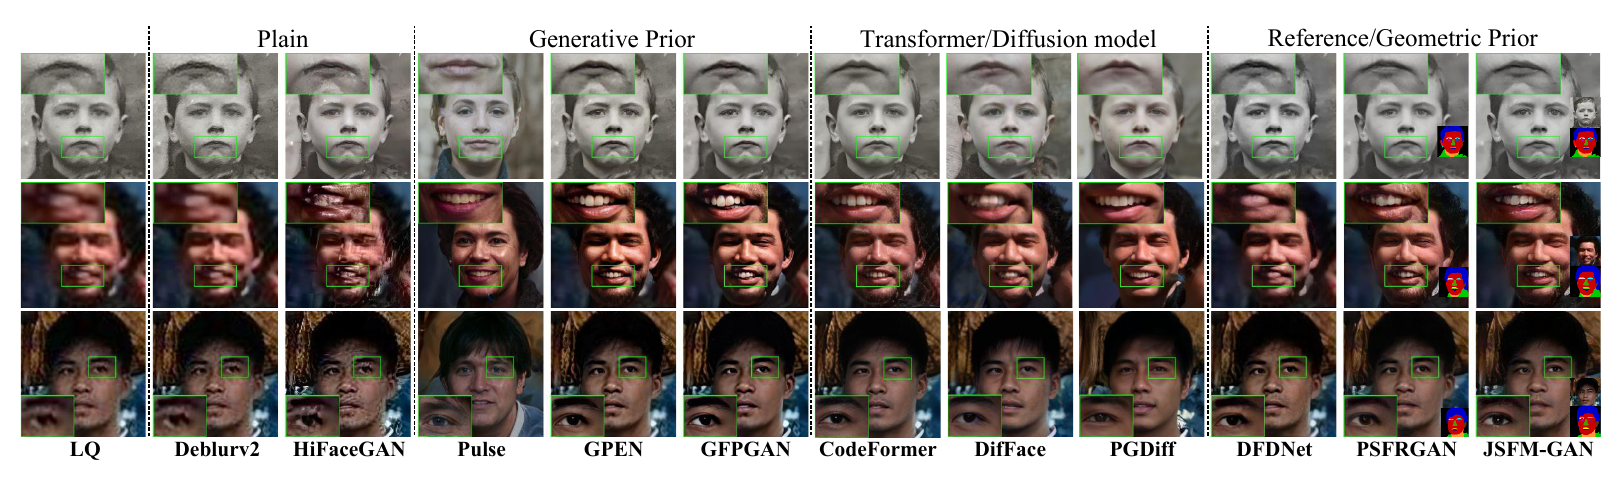 Plain Generative Prior Transformer/Diffusion model Reference/Geometric Prior
LQ Deblurv2 HiFaceGAN Pulse GPEN GFPGAN CodeFormer DifFace PGDiff DFDNet PSFRGAN JSFM-GAN